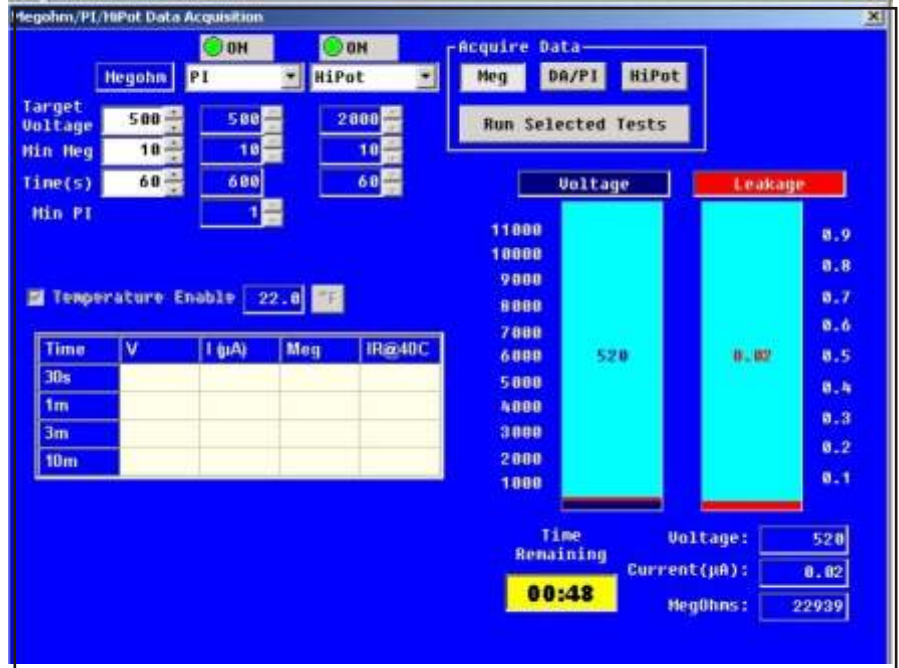 Megohm/PI/HiPot Data Acquisition
ON ON
Megohm PI HiPot
Acquire Data
Meg DA/PI HiPot
Run Selected Tests
Target
Voltage 500 500 2000
Min Meg 10 10 10
Time(s) 60 600 60
Min PI 1
Temperature Enable 22.0 °F
Time V I (µA) Meg IR@40C
30s
1m
3m
10m
Voltage Leakage
11000 0.9
10000 0.8
9000
8000 0.7
7000 0.6
6000 520 0.02 0.5
5000 0.4
4000
3000 0.3
2000 0.2
1000 0.1
Time
Remaining
00:48
Voltage: 520
Current(µA): 0.02
MegOhms: 22939